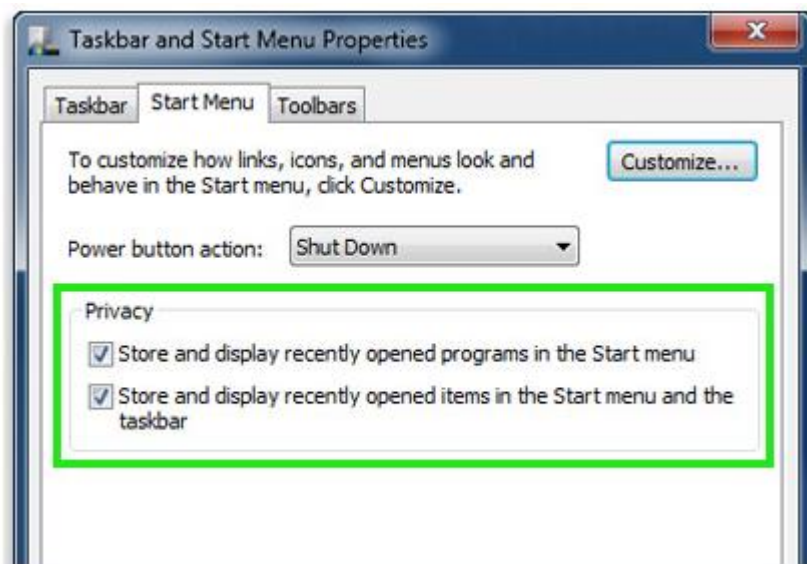 Taskbar and Start Menu Properties
Taskbar
Start Menu
Toolbars
To customize how links, icons, and menus look and
behave in the Start menu, click Customize.
Customize...
Power button action:
Shut Down
Privacy
Store and display recently opened programs in the Start menu
Store and display recently opened items in the Start menu and the
taskbar